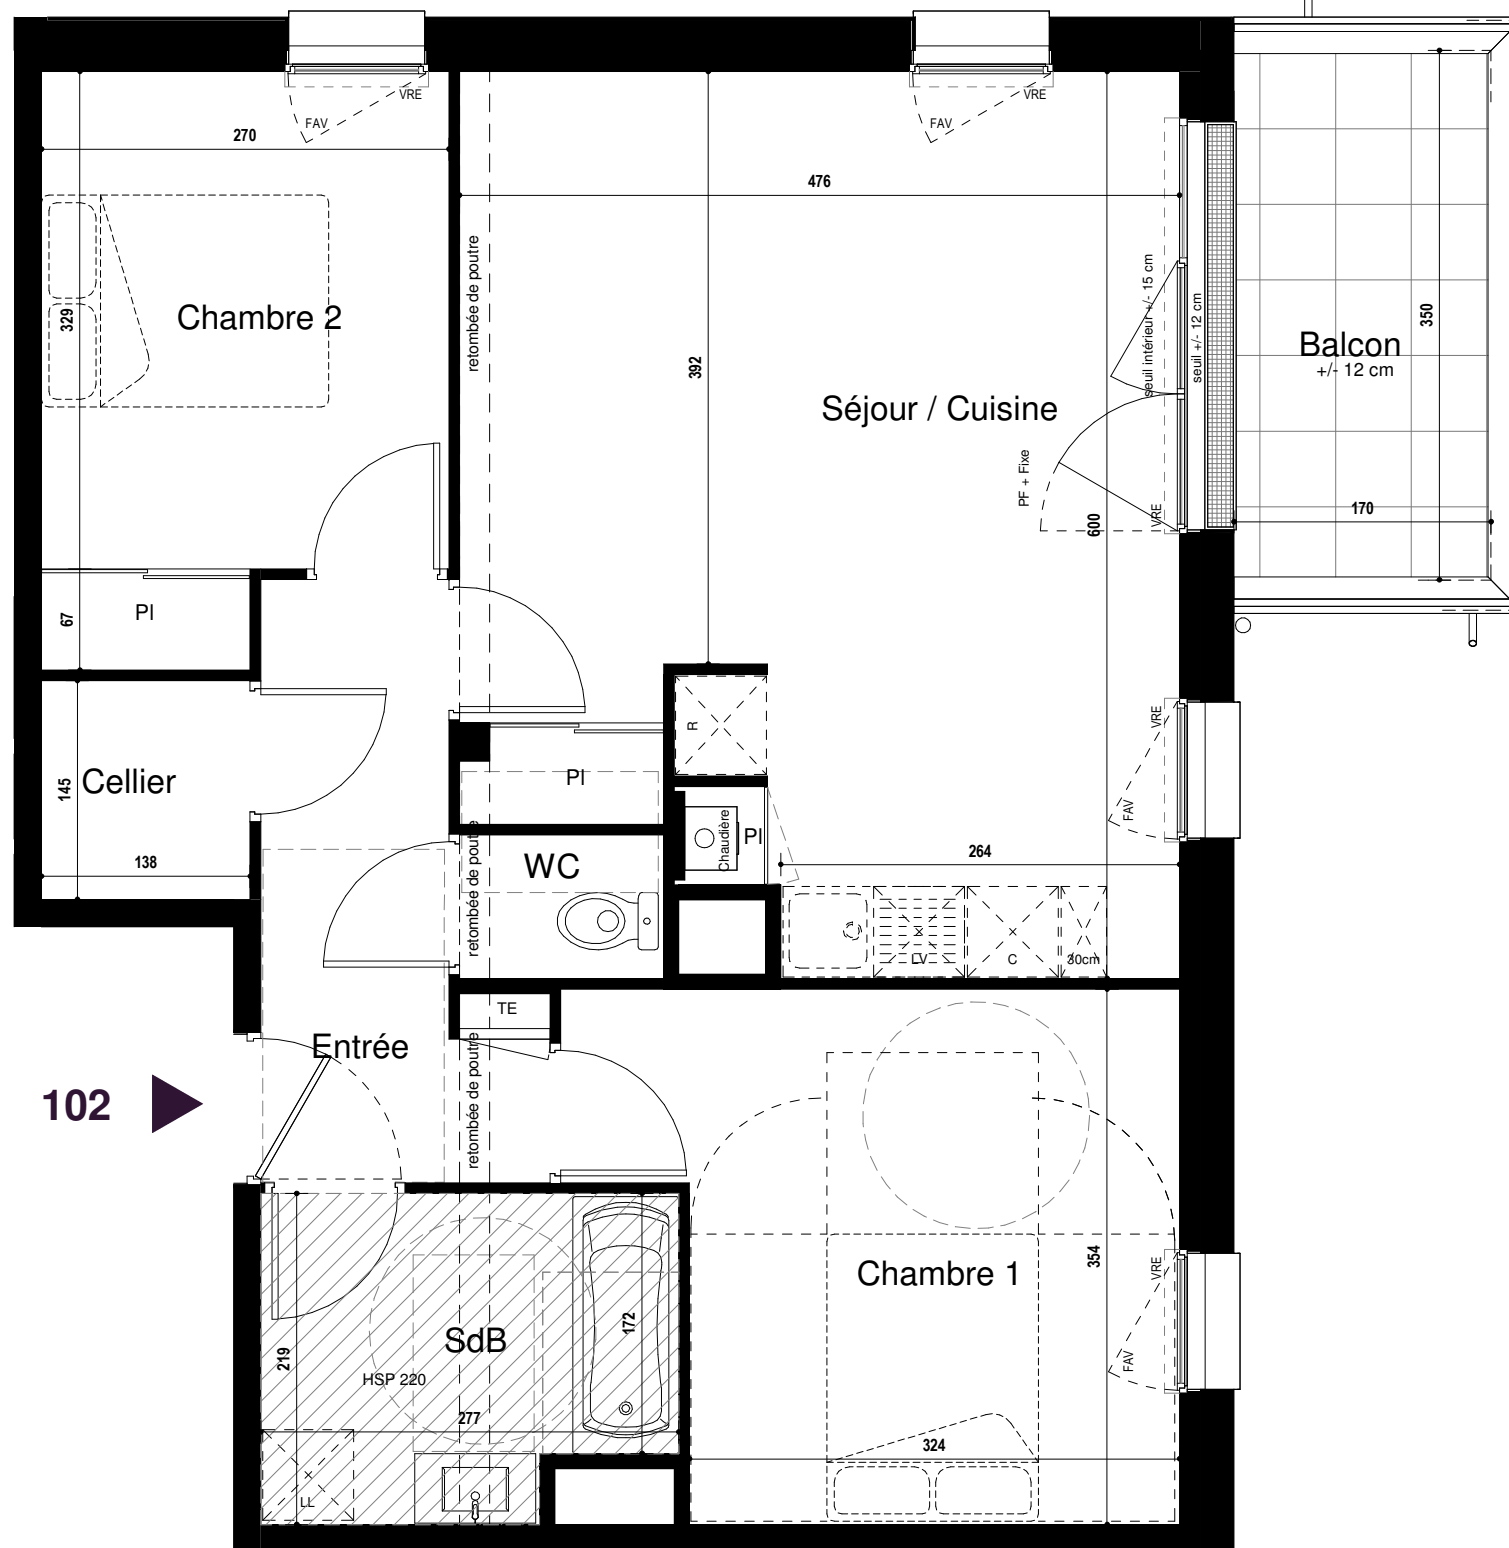 VRE
FAV
270
VRE
FAV
476
retombée de poutre
seuil intérieur +/- 15 cm
seuil +/- 12 cm
329
Chambre 2
392
350
Balcon
+/- 12 cm
Séjour / Cuisine
PF + Fixe
VRE
600
170
67
Pl
R
VRE
145
Cellier
Pl
FAV
Chaudière
Pl
138
WC
264
retombée de poutre
LV
C
30cm
TE
Entrée
retombée de poutre
102
Chambre 1
354
VRE
FAV
SdB
172
219
HSP 220
277
324
LL